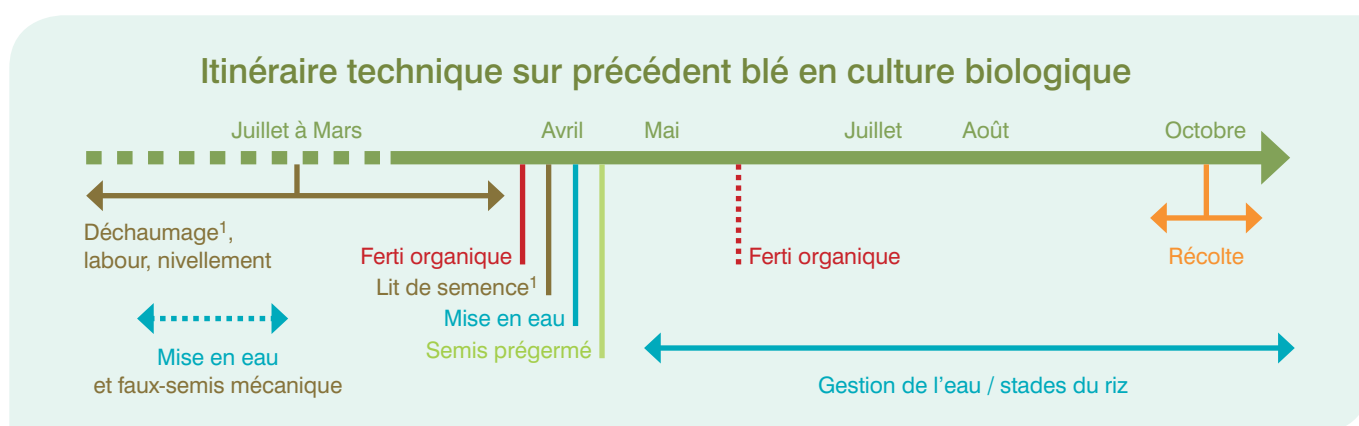 Itinéraire technique sur précédent blé en culture biologique
Juillet à Mars
Avril
Mai
Juillet
Août
Octobre
Déchaumage¹,
labour, nivellement
Ferti organique
Ferti organique
Récolte
Lit de semence¹
Mise en eau
Semis prégermé
Mise en eau
et faux-semis mécanique
Gestion de l’eau / stades du riz